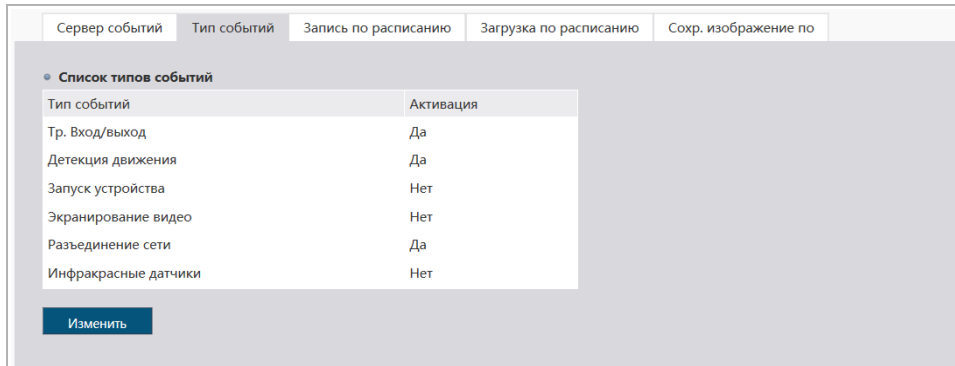 Сервер событий Тип событий Запись по расписанию Загрузка по расписанию Сохр. изображение по
Список типов событий
Тип событий Активация
Тр. Вход/выход Да
Детекция движения Да
Запуск устройства Нет
Экранирование видео Нет
Разъединение сети Да
Инфракрасные датчики Нет
Изменить